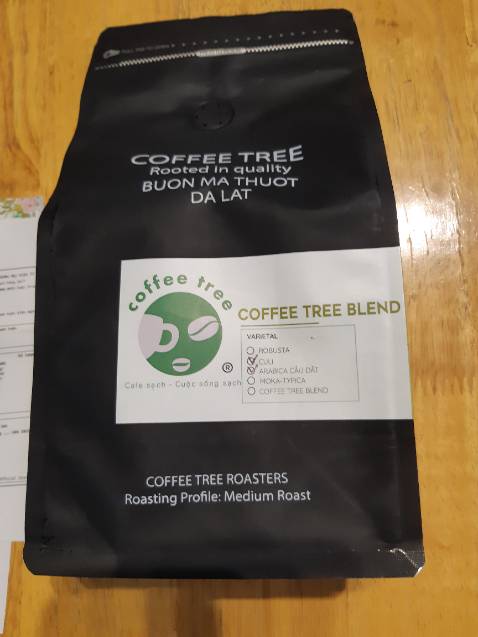 COFFEE TREE
Rooted in quality
BUON MA THUOT
DA LAT
coffee tree
®
Cafe sạch - Cuộc sống sạch
COFFEE TREE BLEND
VARIETAL
ROBUSTA
CULI
ARABICA CẦU ĐẤT
MOKA-TYPICA
COFFEE TREE BLEND
COFFEE TREE ROASTERS
Roasting Profile: Medium Roast